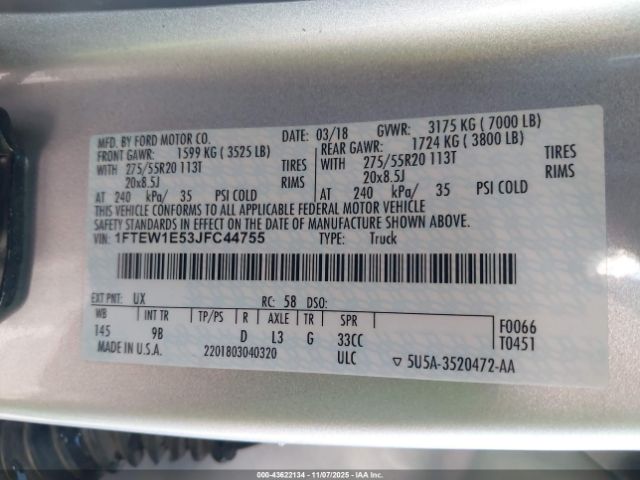 MFD. BY FORD MOTOR CO.
DATE: 03/18 GVWR: 3175 KG ( 7000 LB)
FRONT GAWR: 1599 KG ( 3525 LB) REAR GAWR: 1724 KG ( 3800 LB)
WITH 275/55R20 113T TIRES WITH 275/55R20 113T TIRES
20x8.5J RIMS 20x8.5J RIMS
AT 240 kPa/ 35 PSI COLD AT 240 kPa/ 35 PSI COLD
THIS VEHICLE CONFORMS TO ALL APPLICABLE FEDERAL MOTOR VEHICLE
SAFETY STANDARDS IN EFFECT ON THE DATE OF MANUFACTURE SHOWN ABOVE.
VIN: 1FTEW1E53JFC44755 TYPE: Truck
EXT PNT: UX RC: 58 DSO:
WB INT TR TP/PS R AXLE TR SPR F0066
145 9B D L3 G 33CC T0451
MADE IN U.S.A. 2201803040320 ULC ▽ 5U5A-3520472-AA
000-43622134 - 11/07/2025 - IAAI.COM